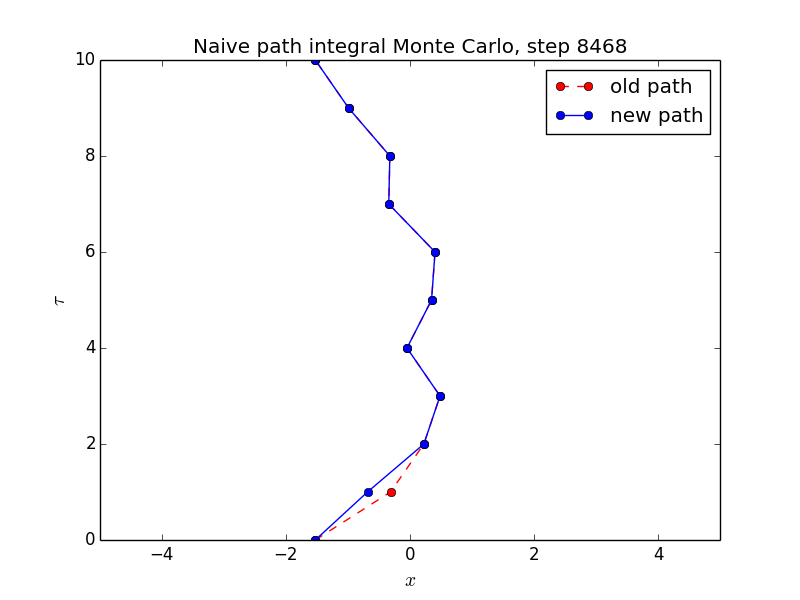 Naive path integral Monte Carlo, step 8468
old path
new path
10
8
6
4
2
0
τ
−4 −2 0 2 4
x